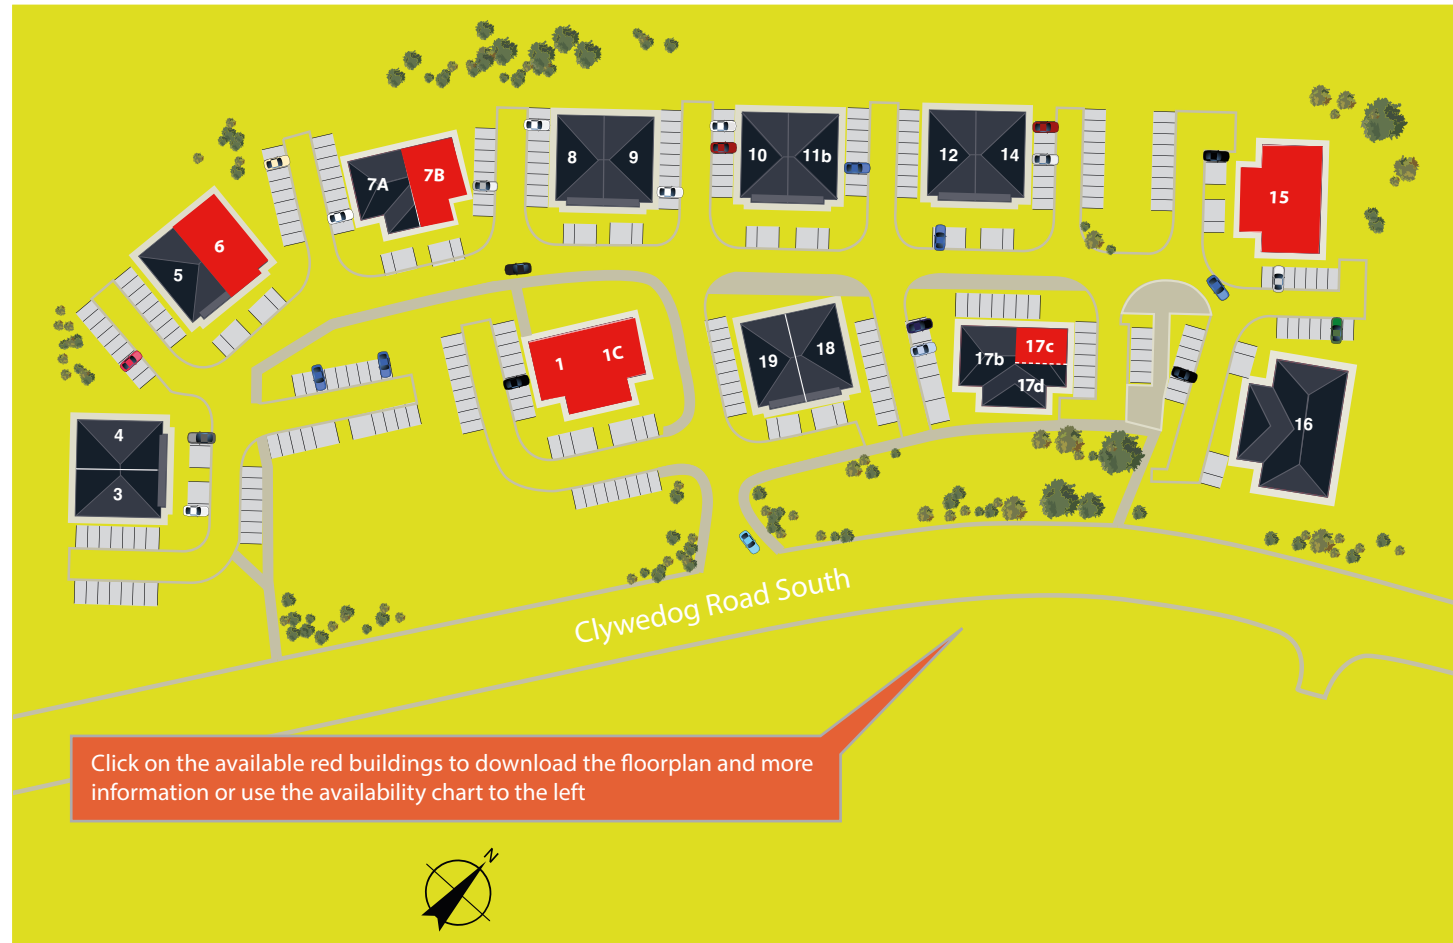 8
9
10
11b
12
14
7A
7B
15
6
5
1
1C
19
18
17b
17c
17d
16
4
3
Clywedog Road South
Click on the available red buildings to download the floorplan and more
information or use the availability chart to the left
N